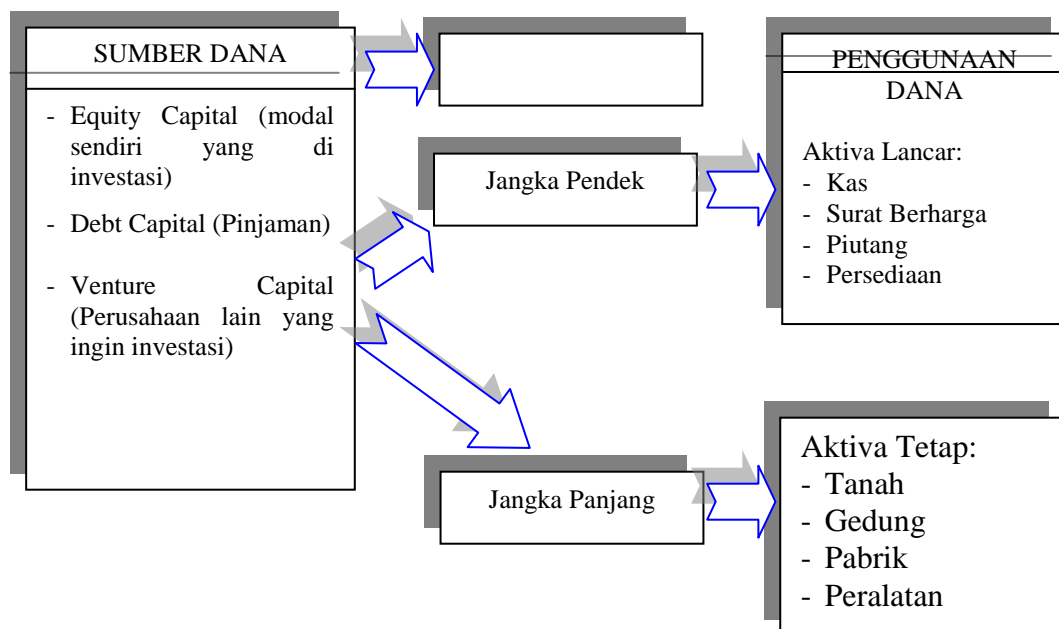 SUMBER DANA
- Equity Capital (modal
sendiri yang di
investasi)
- Debt Capital (Pinjaman)
- Venture Capital
(Perusahaan lain yang
ingin investasi)
Jangka Pendek
Jangka Panjang
PENGGUNAAN
DANA
Aktiva Lancar:
- Kas
- Surat Berharga
- Piutang
- Persediaan
Aktiva Tetap:
- Tanah
- Gedung
- Pabrik
- Peralatan